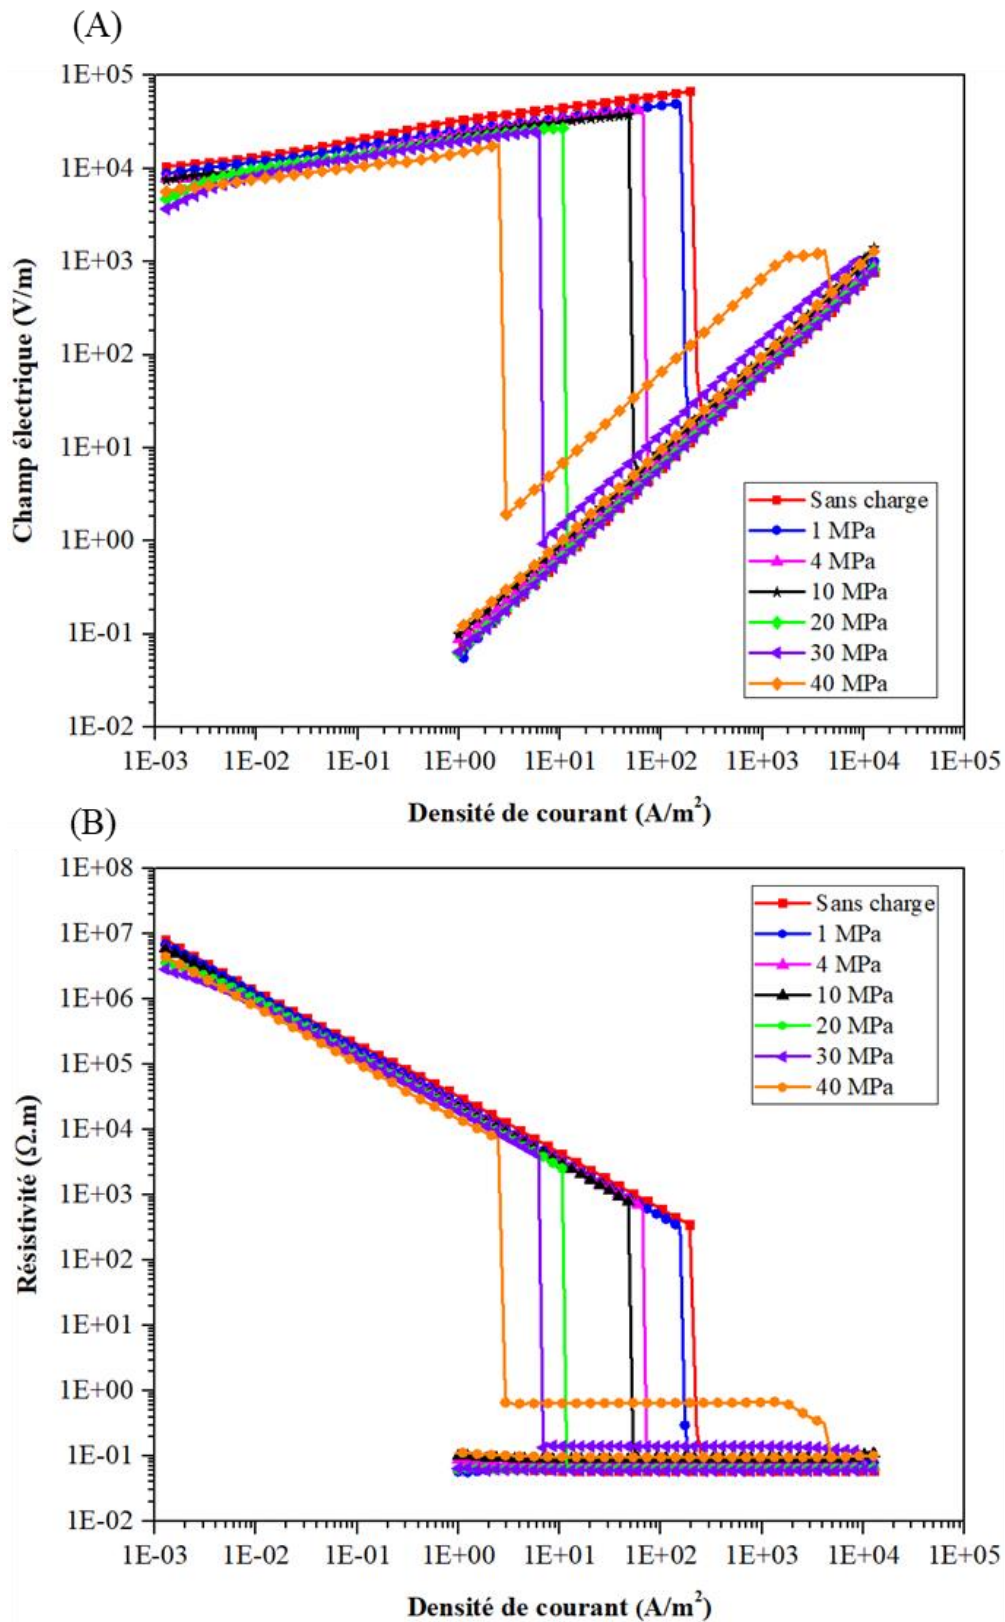 (A)
1E+05
1E+04
1E+03
1E+02
1E+01
1E+00
1E-01
1E-02
Champ électrique (V/m)
Sans charge
1 MPa
4 MPa
10 MPa
20 MPa
30 MPa
40 MPa
1E-03 1E-02 1E-01 1E+00 1E+01 1E+02 1E+03 1E+04 1E+05
Densité de courant (A/m²)
(B)
1E+08
1E+07
1E+06
1E+05
1E+04
1E+03
1E+02
1E+01
1E+00
1E-01
1E-02
Résistivité (Ω.m)
Sans charge
1 MPa
4 MPa
10 MPa
20 MPa
30 MPa
40 MPa
1E-03 1E-02 1E-01 1E+00 1E+01 1E+02 1E+03 1E+04 1E+05
Densité de courant (A/m²)